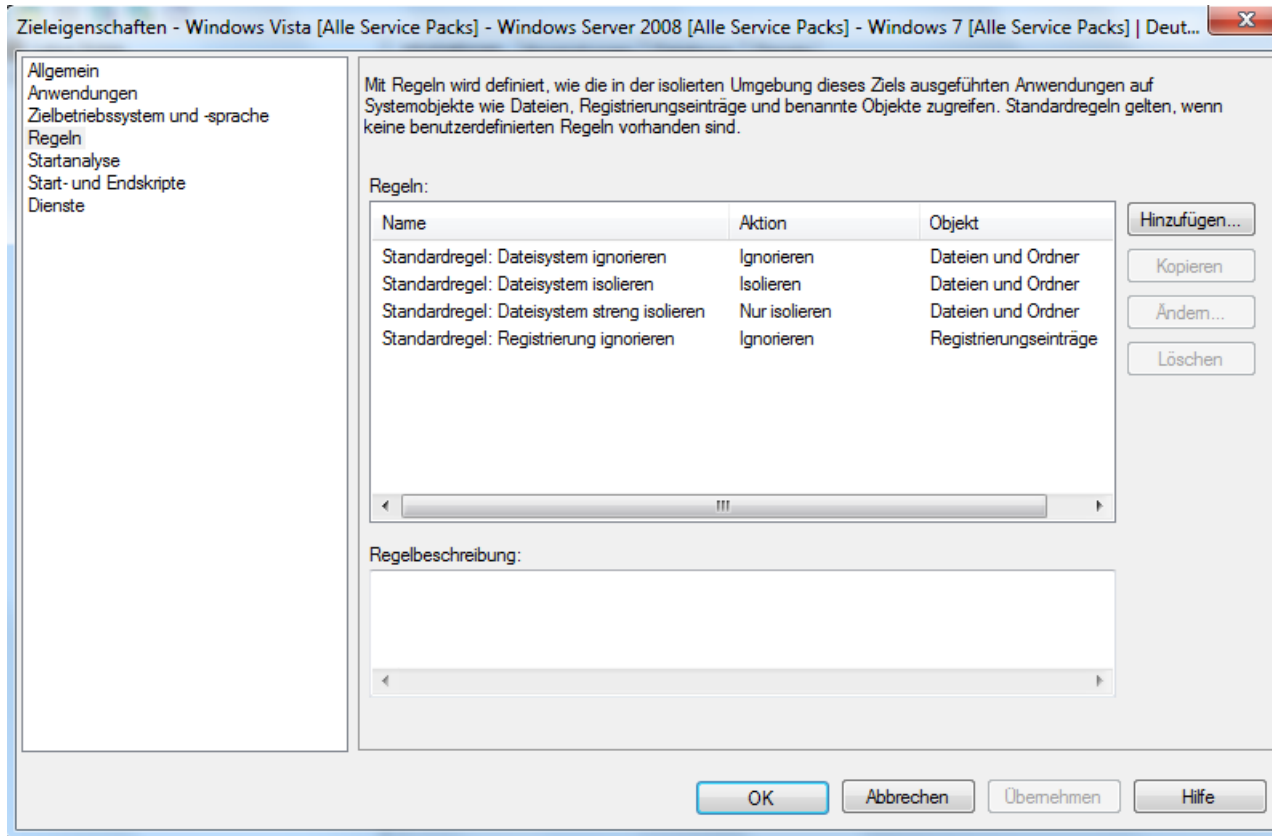 Zieleigenschaften - Windows Vista [Alle Service Packs] - Windows Server 2008 [Alle Service Packs] - Windows 7 [Alle Service Packs] | Deut...
Allgemein
Anwendungen
Zielbetriebssystem und -sprache
Regeln
Startanalyse
Start- und Endskripte
Dienste
Mit Regeln wird definiert, wie die in der isolierten Umgebung dieses Ziels ausgeführten Anwendungen auf
Systemobjekte wie Dateien, Registrierungseinträge und benannte Objekte zugreifen. Standardregeln gelten, wenn
keine benutzerdefinierten Regeln vorhanden sind.
Regeln:
Name Aktion Objekt
Standardregel: Dateisystem ignorieren Ignorieren Dateien und Ordner
Standardregel: Dateisystem isolieren Isolieren Dateien und Ordner
Standardregel: Dateisystem streng isolieren Nur isolieren Dateien und Ordner
Standardregel: Registrierung ignorieren Ignorieren Registrierungseinträge
Hinzufügen...
Kopieren
Ändern...
Löschen
Regelbeschreibung:
OK Abbrechen Übernehmen Hilfe